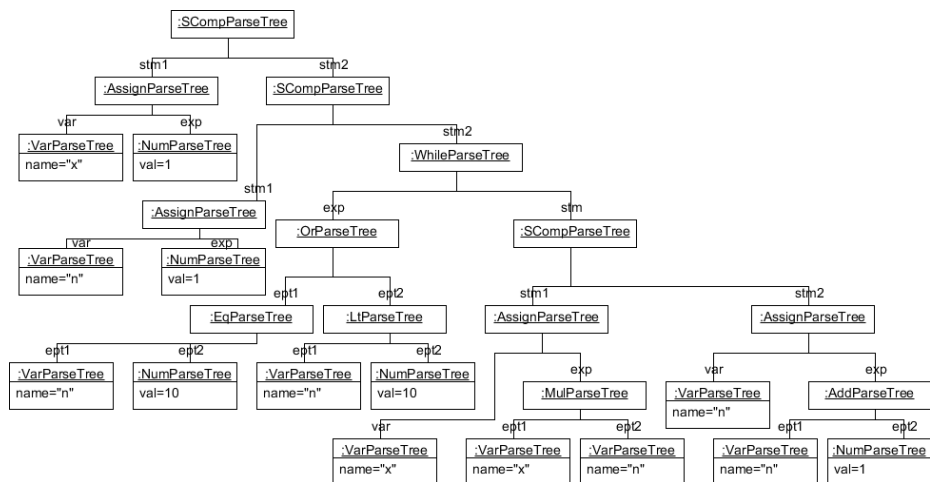 :SCompParseTree
stm1 stm2
:AssignParseTree :SCompParseTree
var exp stm2
:VarParseTree :NumParseTree :WhileParseTree
name="x" val=1
stm1
:AssignParseTree exp stm
:OrParseTree :SCompParseTree
var exp
:VarParseTree :NumParseTree
name="n" val=1
ept1 ept2 stm1 stm2
:EqParseTree :LtParseTree :AssignParseTree :AssignParseTree
ept1 ept2 ept1 ept2
:VarParseTree :NumParseTree :VarParseTree :NumParseTree exp var exp
name="n" val=10 name="n" val=10 :MulParseTree :VarParseTree :AddParseTree
name="n"
var ept1 ept2 ept1 ept2
:VarParseTree :VarParseTree :VarParseTree :VarParseTree :NumParseTree
name="x" name="x" name="n" name="n" val=1